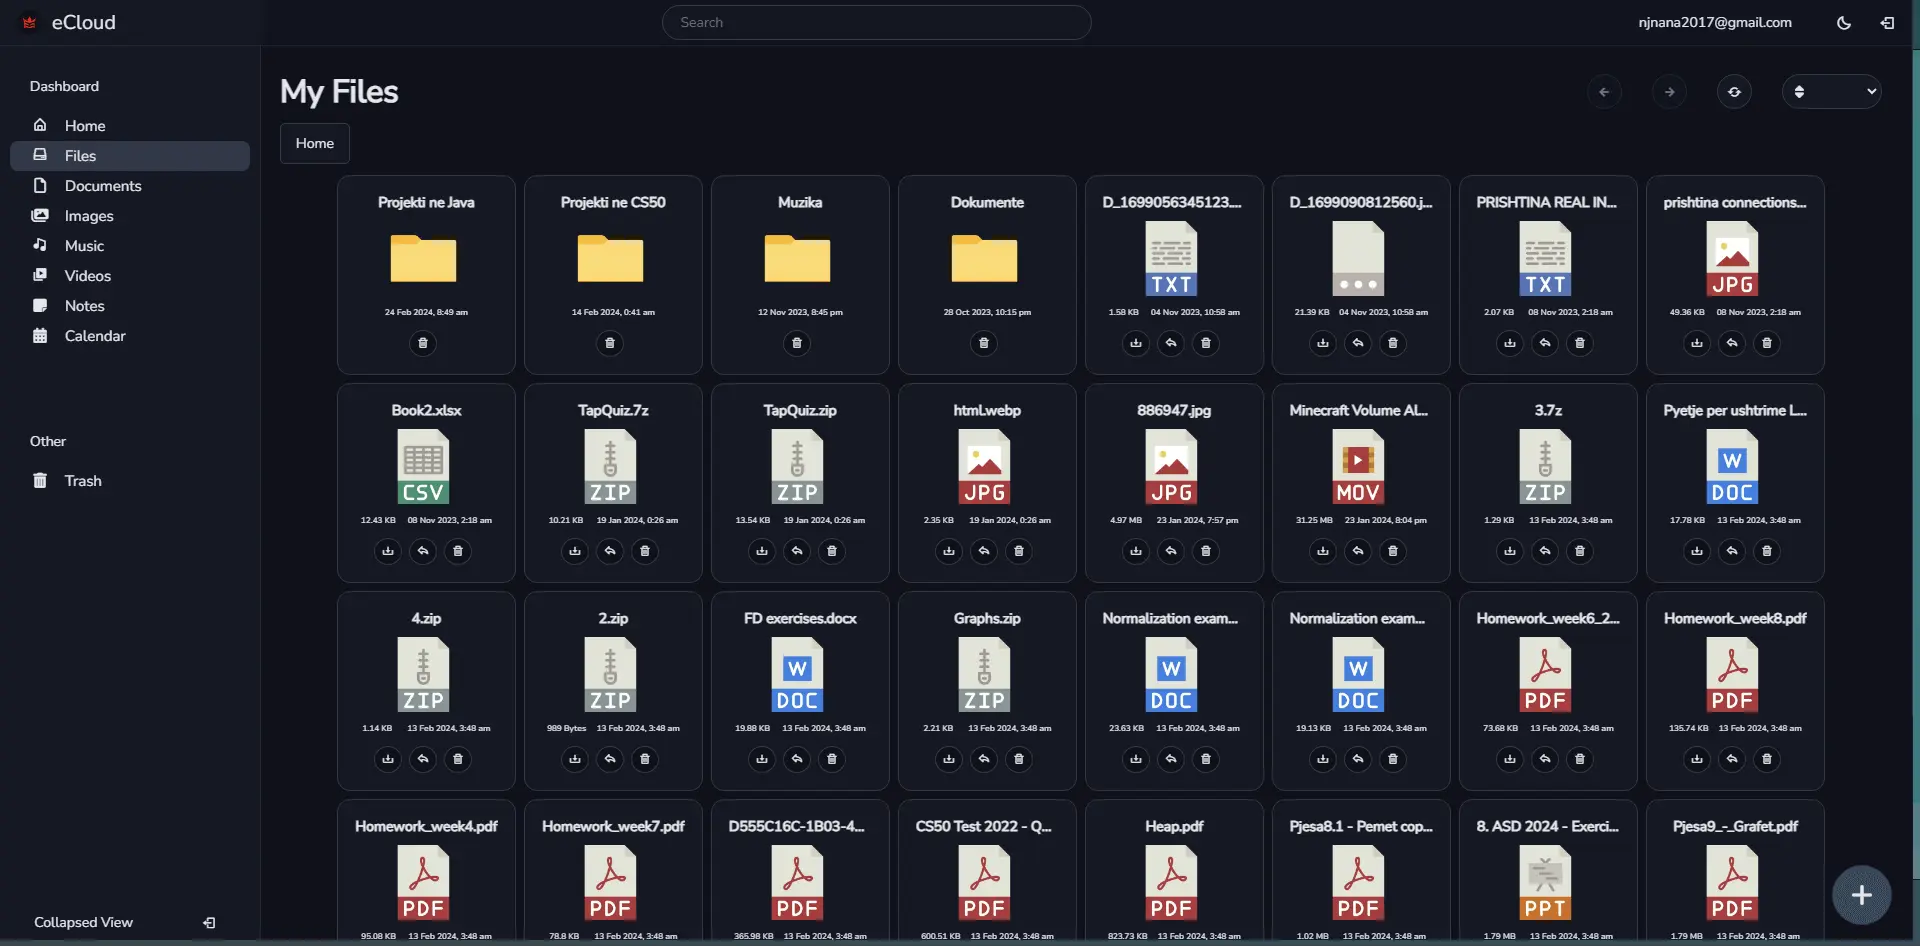 eCloud
Search
njnana2017@gmail.com
Dashboard
Home
Files
Documents
Images
Music
Videos
Notes
Calendar
Other
Trash
Collapsed View
My Files
Home
Projekti ne Java
24 Feb 2024, 8:49 am
Projekti ne CS50
14 Feb 2024, 0:41 am
Muzika
12 Nov 2023, 8:45 pm
Dokumente
28 Oct 2023, 10:15 pm
D_1699056345123....
TXT
1.58 KB 04 Nov 2023, 10:58 am
D_1699090812560.j...
21.39 KB 04 Nov 2023, 10:58 am
PRISHTINA REAL IN...
TXT
2.07 KB 08 Nov 2023, 2:18 am
prishtina connections...
JPG
49.36 KB 08 Nov 2023, 2:18 am
Book2.xlsx
CSV
12.43 KB 08 Nov 2023, 2:18 am
TapQuiz.7z
ZIP
10.21 KB 19 Jan 2024, 0:26 am
TapQuiz.zip
ZIP
13.54 KB 19 Jan 2024, 0:26 am
html.webp
JPG
2.35 KB 19 Jan 2024, 0:26 am
886947.jpg
JPG
4.97 MB 23 Jan 2024, 7:57 pm
Minecraft Volume Al...
MOV
31.25 MB 23 Jan 2024, 8:04 pm
3.7z
ZIP
1.29 KB 13 Feb 2024, 3:48 am
Pyetje per ushtrime L...
W
DOC
17.78 KB 13 Feb 2024, 3:48 am
4.zip
ZIP
1.14 KB 13 Feb 2024, 3:48 am
2.zip
ZIP
989 Bytes 13 Feb 2024, 3:48 am
FD exercises.docx
W
DOC
19.88 KB 13 Feb 2024, 3:48 am
Graphs.zip
ZIP
2.21 KB 13 Feb 2024, 3:48 am
Normalization exam...
W
DOC
23.63 KB 13 Feb 2024, 3:48 am
Normalization exam...
W
DOC
19.13 KB 13 Feb 2024, 3:48 am
Homework_week6_2...
PDF
73.68 KB 13 Feb 2024, 3:48 am
Homework_week8.pdf
PDF
135.74 KB 13 Feb 2024, 3:48 am
Homework_week4.pdf
PDF
95.08 KB 13 Feb 2024, 3:48 am
Homework_week7.pdf
PDF
78.8 KB 13 Feb 2024, 3:48 am
D555C16C-1B03-4...
PDF
365.98 KB 13 Feb 2024, 3:48 am
CS50 Test 2022 - Q...
PDF
600.51 KB 13 Feb 2024, 3:48 am
Heap.pdf
PDF
823.73 KB 13 Feb 2024, 3:48 am
Pjesa8.1 - Pemet cop...
PDF
1.02 MB 13 Feb 2024, 3:48 am
8. ASD 2024 - Exerci...
PPT
1.79 MB 13 Feb 2024, 3:48 am
Pjesa9_-_Grafet.pdf
PDF
1.79 MB 13 Feb 2024, 3:48 am